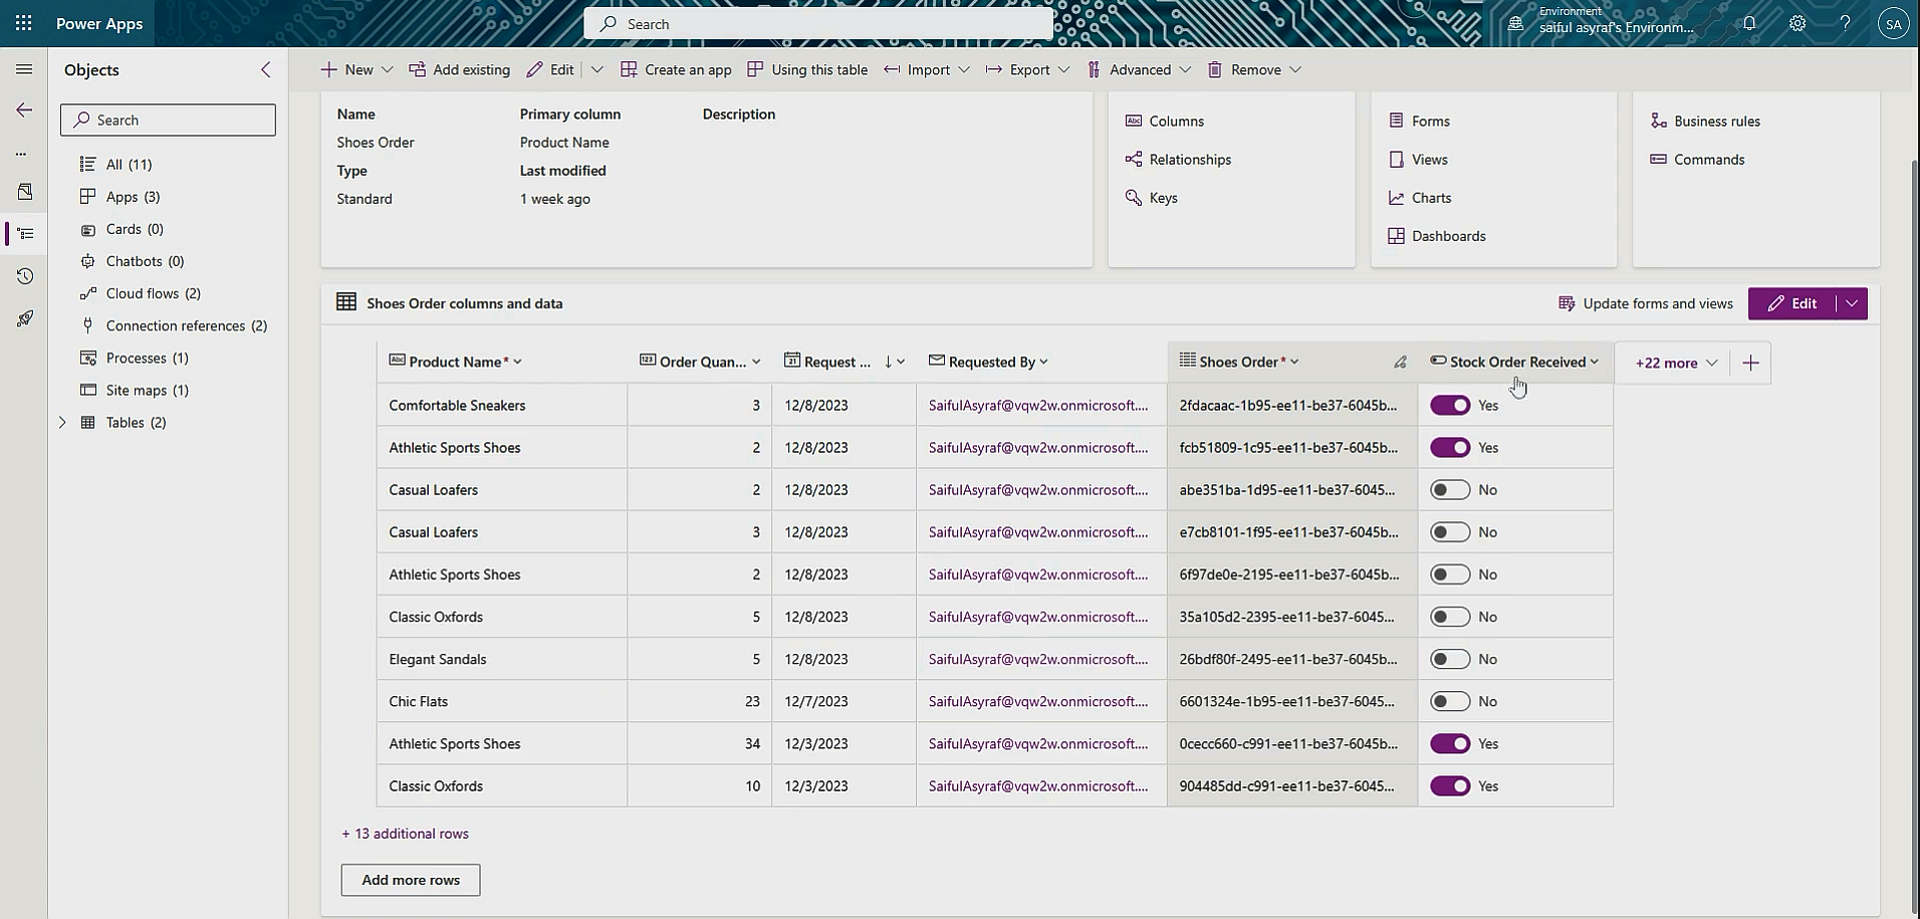 Power Apps
Search
Environment
saiful asyraf's Environm...
?
SA
Objects
New
Add existing
Edit
Create an app
Using this table
Import
Export
Advanced
Remove
Search
All (11)
Apps (3)
Cards (0)
Chatbots (0)
Cloud flows (2)
Connection references (2)
Processes (1)
Site maps (1)
Tables (2)
Name
Primary column
Description
Shoes Order
Product Name
Type
Last modified
Standard
1 week ago
Columns
Relationships
Keys
Forms
Views
Charts
Dashboards
Business rules
Commands
Shoes Order columns and data
Update forms and views
Edit
Product Name* Order Quan... Request ... Requested By Shoes Order* Stock Order Received +22 more
Comfortable Sneakers 3 12/8/2023 SaifulAsyraf@vqw2w.onmicrosoft.... 2fdacaac-1b95-ee11-be37-6045b... Yes
Athletic Sports Shoes 2 12/8/2023 SaifulAsyraf@vqw2w.onmicrosoft.... fcb51809-1c95-ee11-be37-6045b... Yes
Casual Loafers 2 12/8/2023 SaifulAsyraf@vqw2w.onmicrosoft.... abe351ba-1d95-ee11-be37-6045... No
Casual Loafers 3 12/8/2023 SaifulAsyraf@vqw2w.onmicrosoft.... e7cb8101-1f95-ee11-be37-6045b... No
Athletic Sports Shoes 2 12/8/2023 SaifulAsyraf@vqw2w.onmicrosoft.... 6f97de0e-2195-ee11-be37-6045b... No
Classic Oxfords 5 12/8/2023 SaifulAsyraf@vqw2w.onmicrosoft.... 35a105d2-2395-ee11-be37-6045b... No
Elegant Sandals 5 12/8/2023 SaifulAsyraf@vqw2w.onmicrosoft.... 26bdf80f-2495-ee11-be37-6045b... No
Chic Flats 23 12/7/2023 SaifulAsyraf@vqw2w.onmicrosoft.... 6601324e-1b95-ee11-be37-6045... No
Athletic Sports Shoes 34 12/3/2023 SaifulAsyraf@vqw2w.onmicrosoft.... 0cecc660-c991-ee11-be37-6045b... Yes
Classic Oxfords 10 12/3/2023 SaifulAsyraf@vqw2w.onmicrosoft.... 904485dd-c991-ee11-be37-6045... Yes
+ 13 additional rows
Add more rows